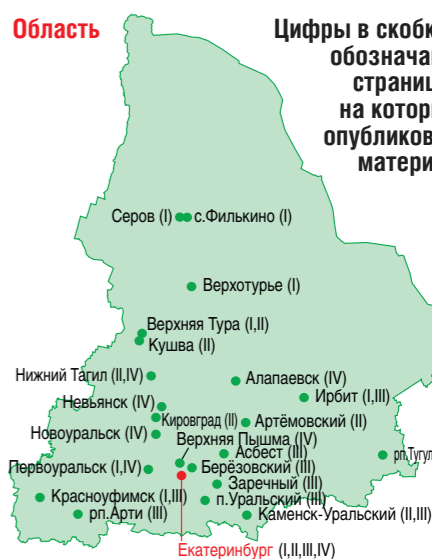 Область
Цифры в скобк
обозначаю
страниц
на котор
опубликов
матери
Серов (I)
с.Филькино (I)
Верхотурье (I)
Верхняя Тура (I,II)
Кушва (II)
Нижний Тагил (II,IV)
Алапаевск (IV)
Ирбит (I,III)
Невьянск (IV)
Кировград (II)
Артёмовский (II)
Новоуральск (IV)
Верхняя Пышма (IV)
Асбест (III)
рп.Тугул
Первоуральск (I,IV)
Берёзовский (III)
Заречный (III)
Красноуфимск (I,III)
п.Уральский (III)
рп.Арти (III)
Каменск-Уральский (II,III)
Екатеринбург (I,II,III,IV)